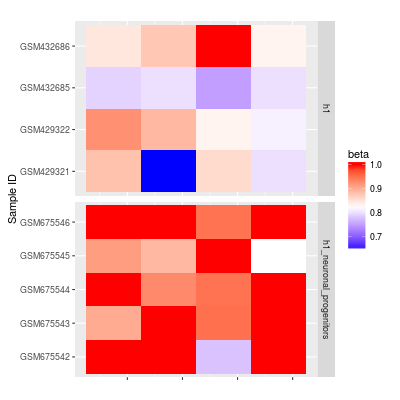 GSM432686
GSM432685
GSM429322
GSM429321
h1
GSM675546
GSM675545
GSM675544
GSM675543
GSM675542
h1_neuronal_progenitors
Sample ID
beta
1.0
0.9
0.8
0.7